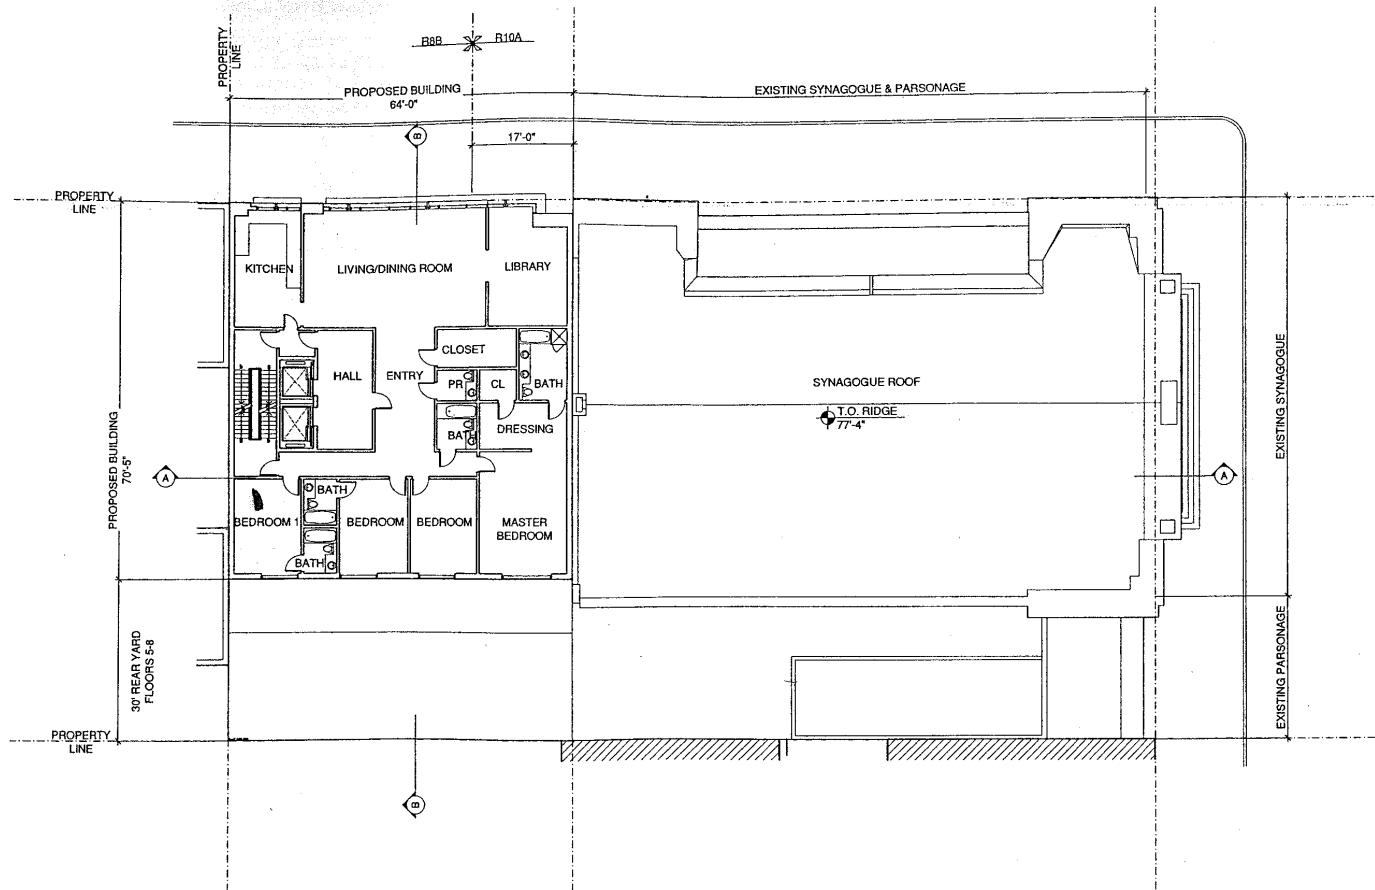 PROPERTY
LINE
R8B
R10A
PROPOSED BUILDING
64'-0"
EXISTING SYNAGOGUE & PARSONAGE
B
17'-0"
PROPERTY
LINE
KITCHEN
LIVING/DINING ROOM
LIBRARY
CLOSET
HALL
ENTRY
PR
CL
BATH
SYNAGOGUE ROOF
T.O. RIDGE
77'-4"
BATH
DRESSING
PROPOSED BUILDING
70'-5"
EXISTING SYNAGOGUE
A
A
BATH
BEDROOM 1
BEDROOM
BEDROOM
MASTER
BEDROOM
BATH
30' REAR YARD
FLOORS 5-8
EXISTING PARSONAGE
PROPERTY
LINE
B